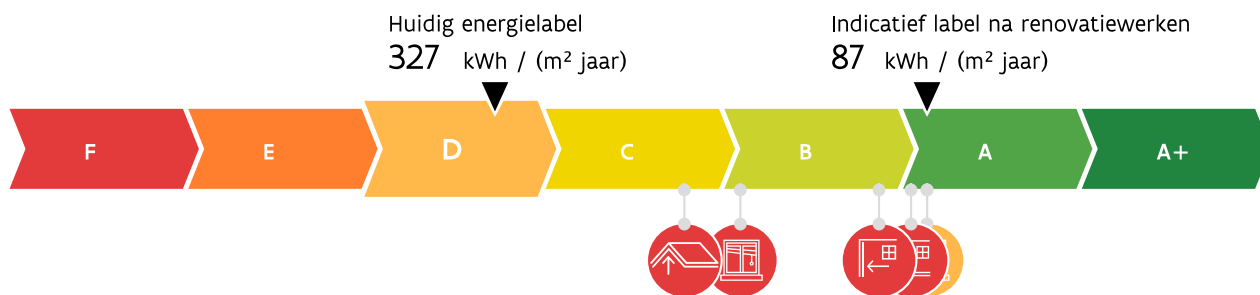 Huidig energielabel
327 kWh / (m² jaar)
Indicatief label na renovatiewerken
87 kWh / (m² jaar)
F E D C B A A+